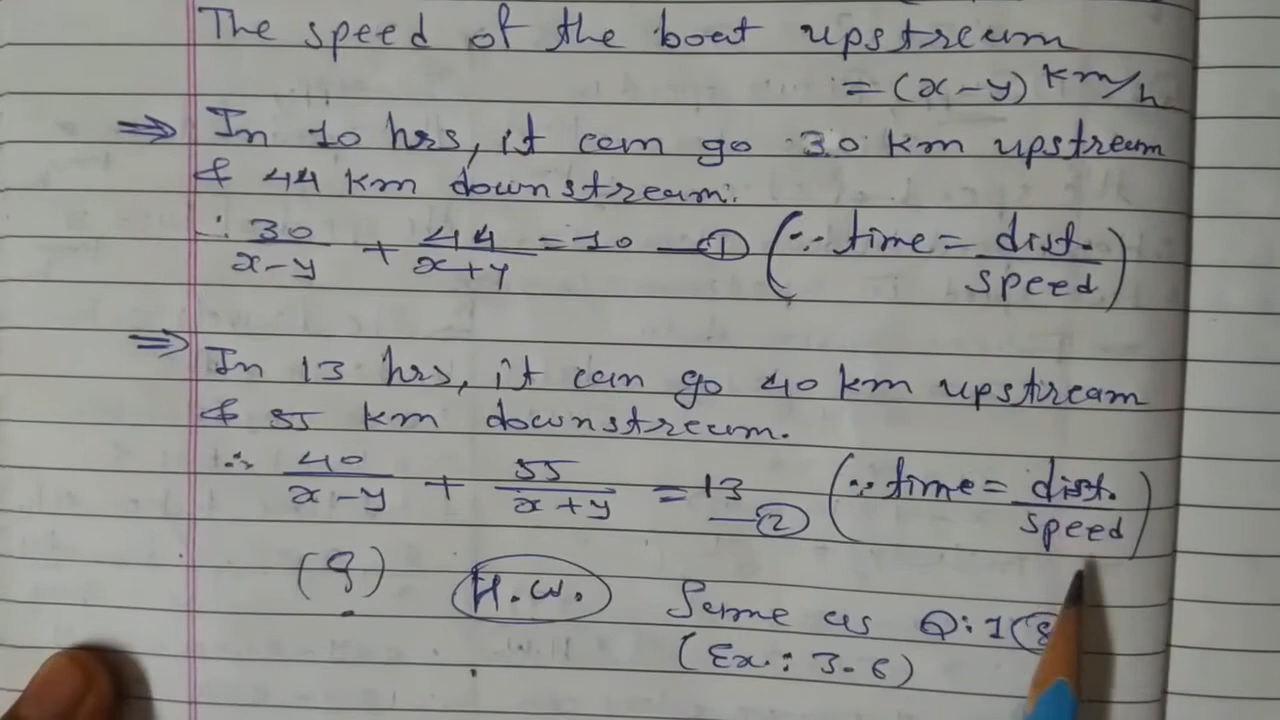 The speed of the boat upstream
= (x-y) km/h
⇒ In 10 hrs, it can go 30 km upstream
& 44 km downstream.
∴ 30/(x-y) + 44/(x+y) = 10 —① (∵ time = dist./speed)
⇒ In 13 hrs, it can go 40 km upstream
& 55 km downstream.
∴ 40/(x-y) + 55/(x+y) = 13 —② (∵ time = dist./speed)
(9) H.W. Same as Q:1(8
(Ex.: 3.6)